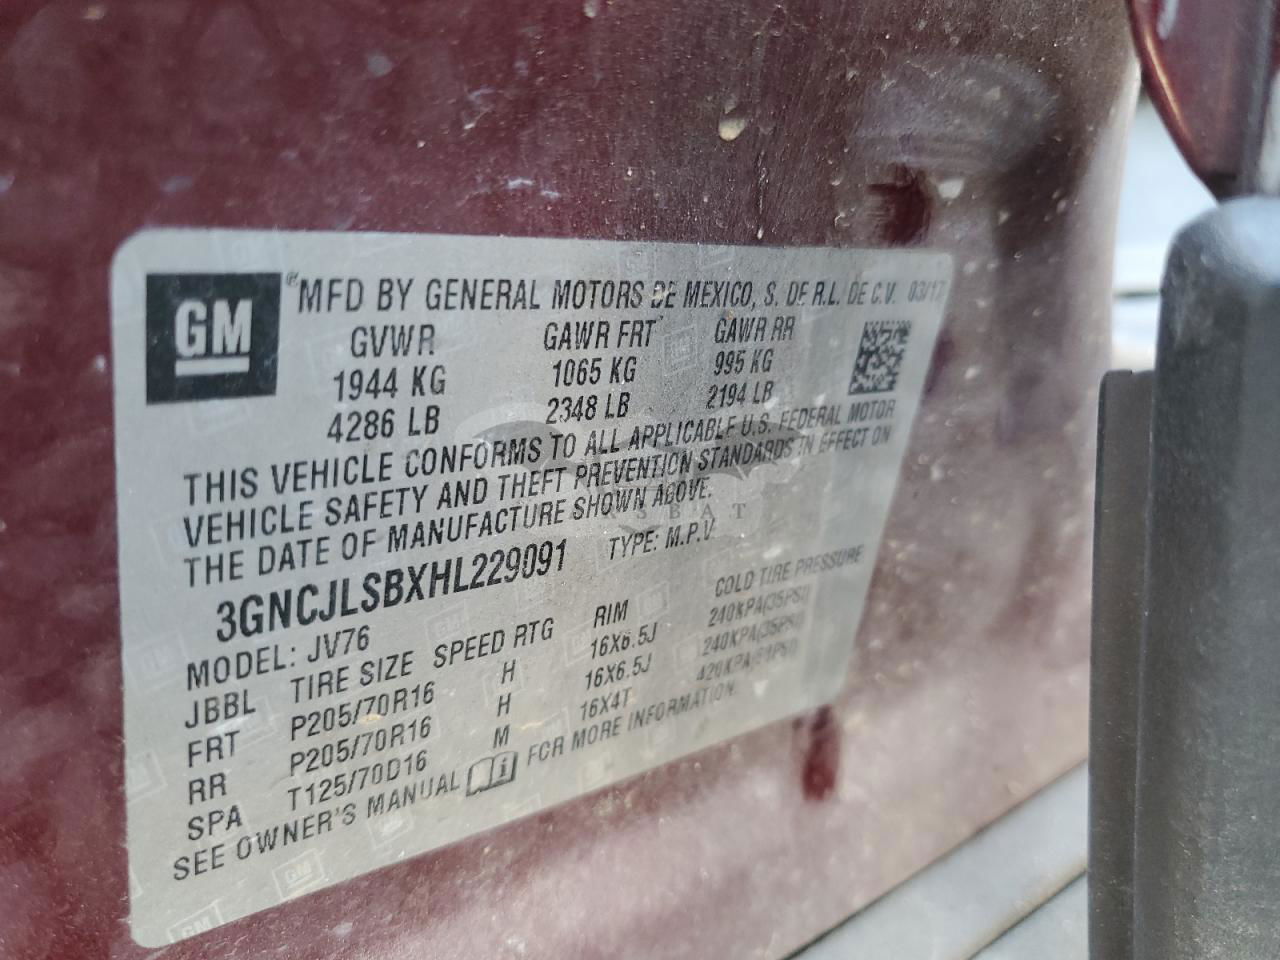 GM ® MFD BY GENERAL MOTORS DE MEXICO, S. DE R.L. DE C.V. 03/17
GVWR GAWR FRT GAWR RR
1944 KG 1065 KG 995 KG
4286 LB 2348 LB 2194 LB
THIS VEHICLE CONFORMS TO ALL APPLICABLE U.S. FEDERAL MOTOR
VEHICLE SAFETY AND THEFT PREVENTION STANDARDS IN EFFECT ON
THE DATE OF MANUFACTURE SHOWN ABOVE.
3GNCJLSBXHL229091 TYPE: M.P.V.
MODEL: JV76
JBBL TIRE SIZE SPEED RTG RIM COLD TIRE PRESSURE
FRT P205/70R16 H 16X6.5J 240KPA(35PSI)
RR P205/70R16 H 16X6.5J 240KPA(35PSI)
SPA T125/70D16 M 16X4T 420KPA
SEE OWNER'S MANUAL FOR MORE INFORMATION.
GM
GM